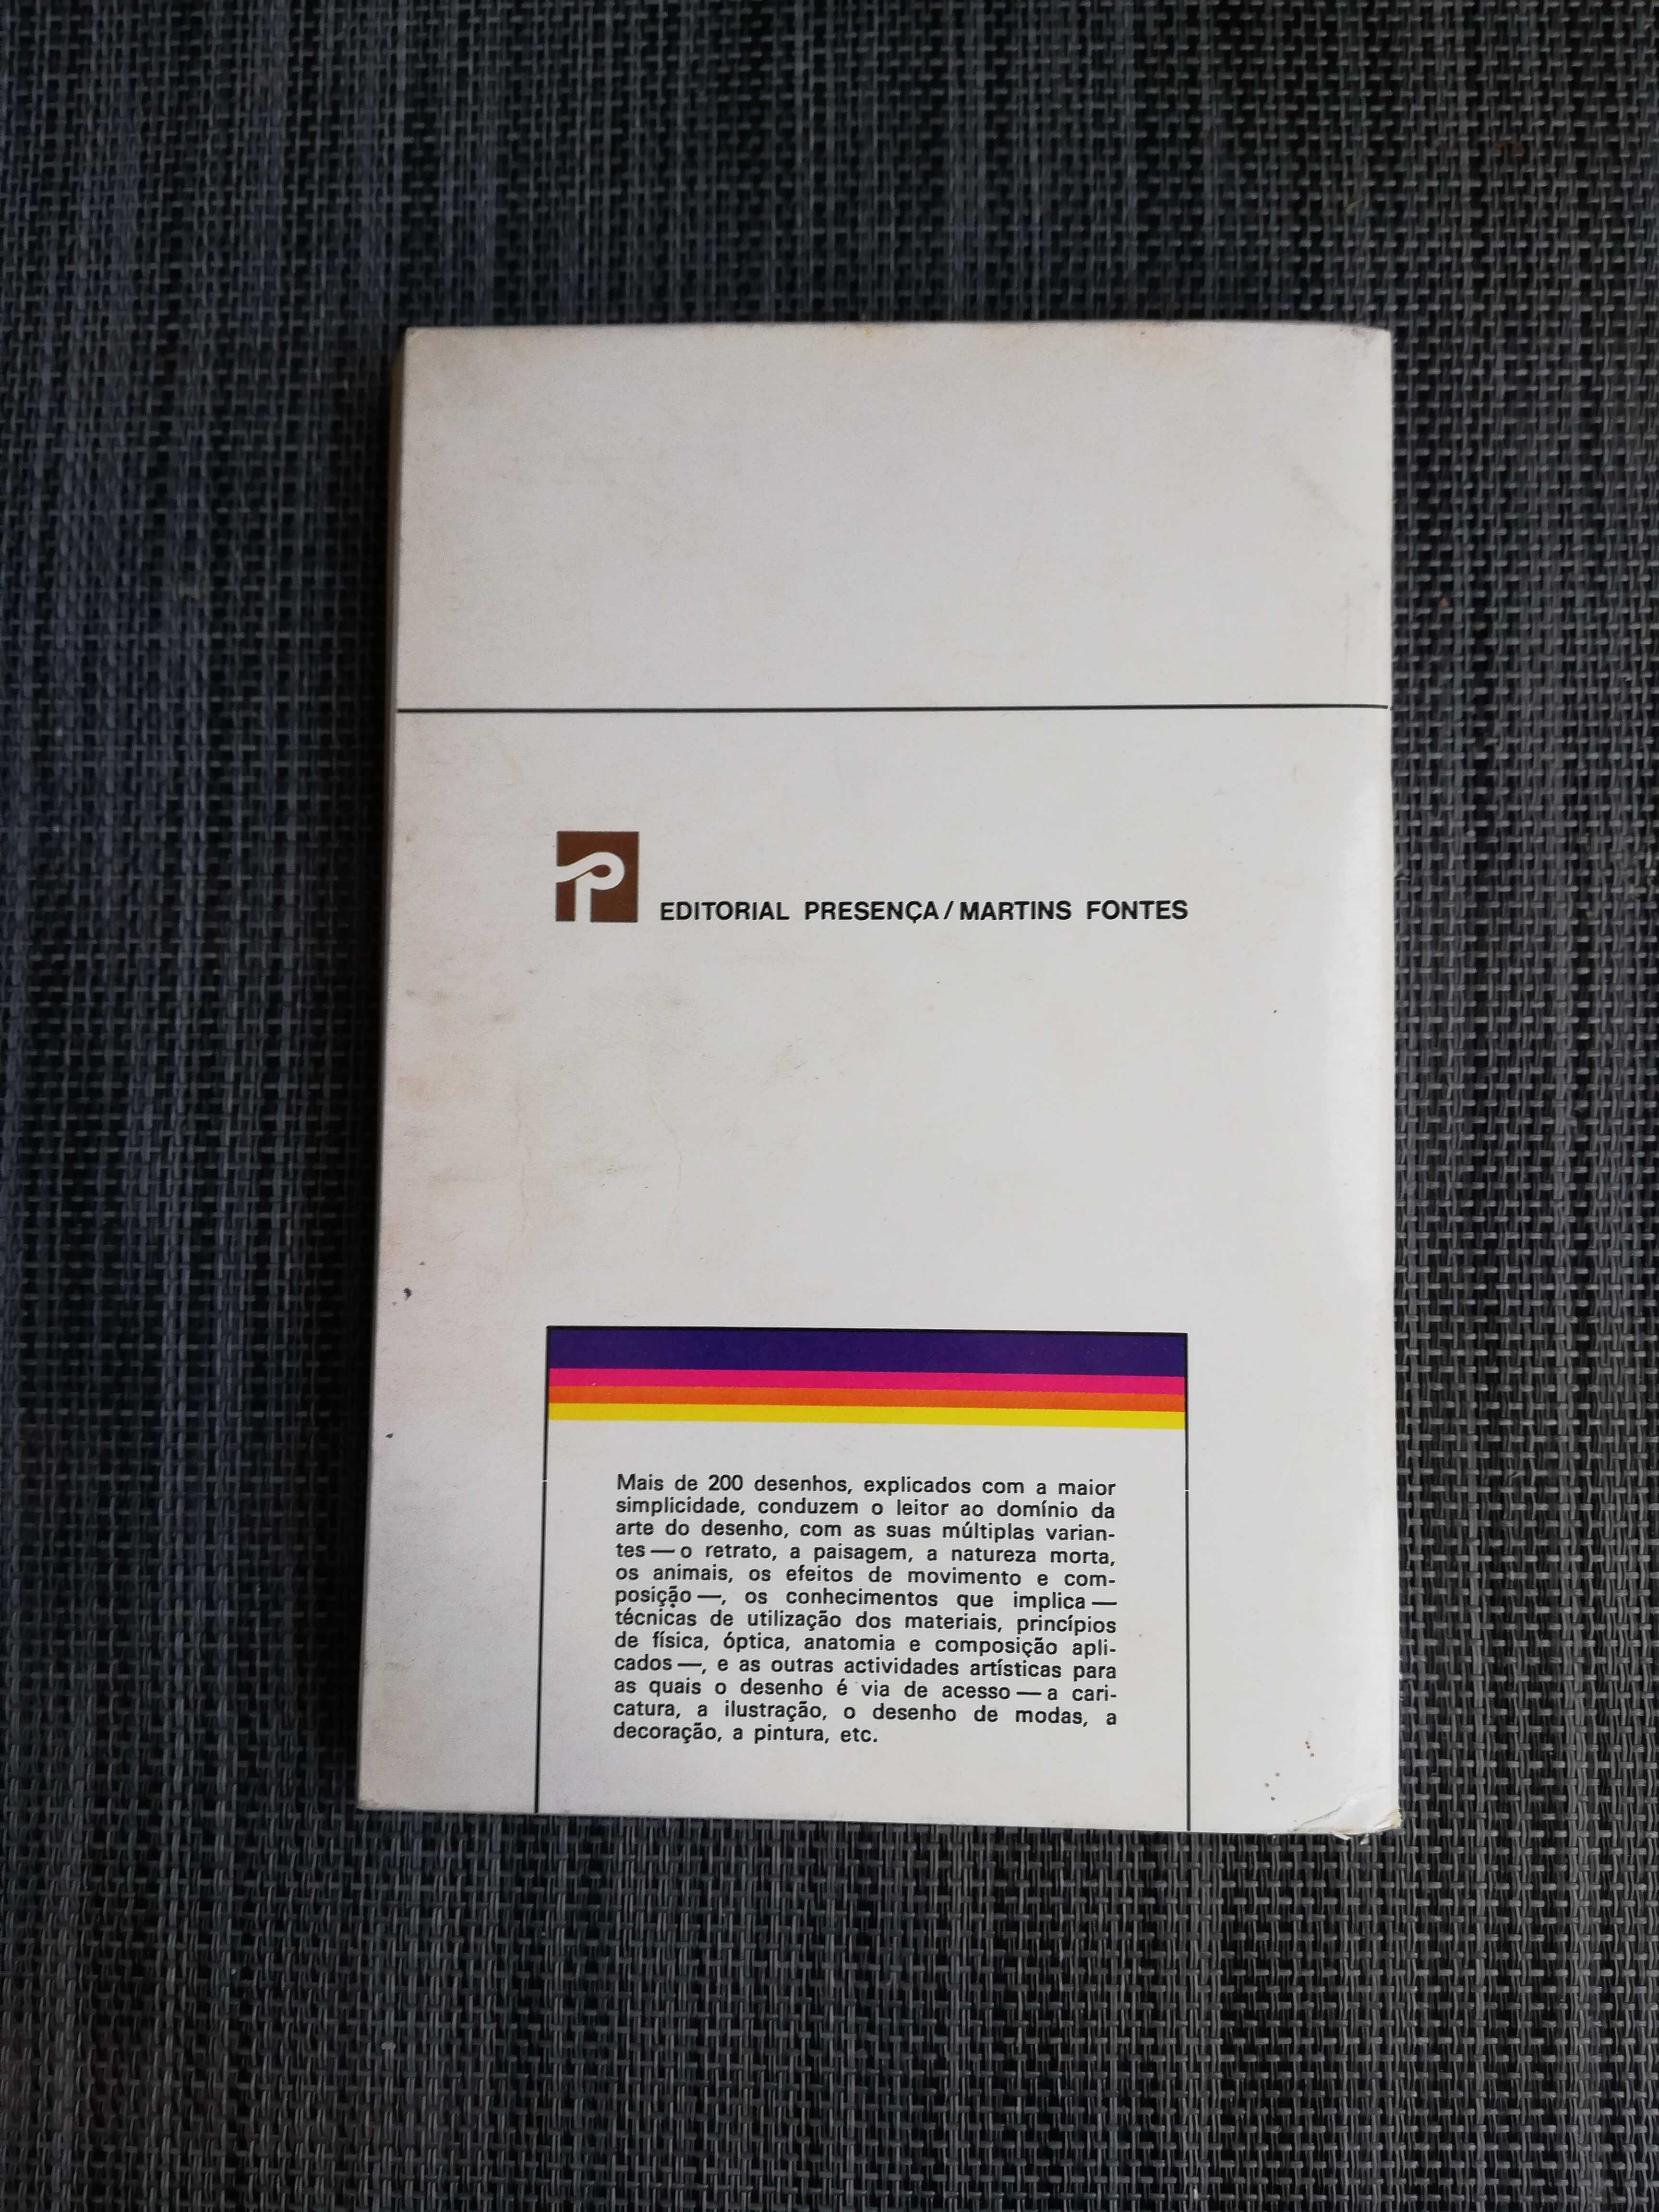 EDITORIAL PRESENÇA/MARTINS FONTES
Mais de 200 desenhos, explicados com a maior
simplicidade, conduzem o leitor ao domínio da
arte do desenho, com as suas múltiplas varian-
tes — o retrato, a paisagem, a natureza morta,
os animais, os efeitos de movimento e com-
posição —, os conhecimentos que implica —
técnicas de utilização dos materiais, princípios
de física, óptica, anatomia e composição apli-
cados —, e as outras actividades artísticas para
as quais o desenho é via de acesso — a cari-
catura, a ilustração, o desenho de modas, a
decoração, a pintura, etc.